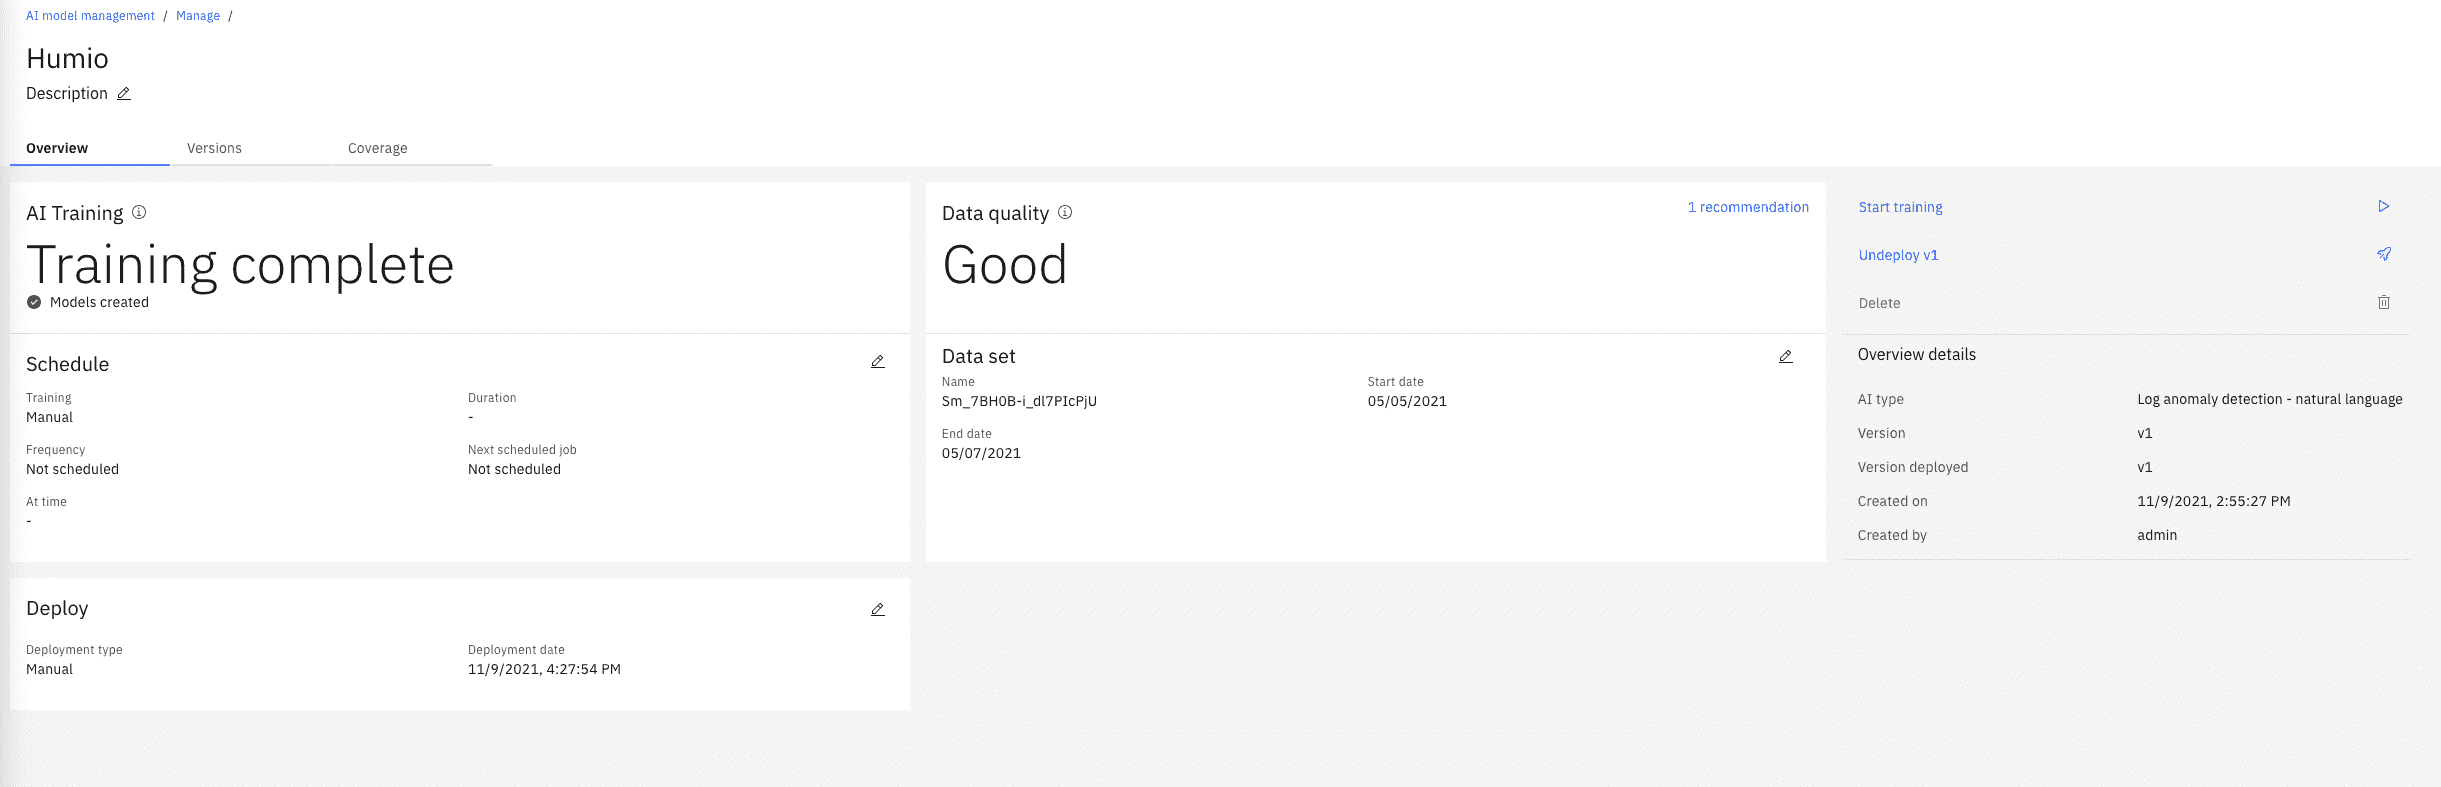 AI model management / Manage /
Humio
Description
Overview Versions Coverage
AI Training
Training complete
Models created
Schedule
Training Duration
Manual -
Frequency Next scheduled job
Not scheduled Not scheduled
At time
-
Deploy
Deployment type Deployment date
Manual 11/9/2021, 4:27:54 PM
Data quality 1 recommendation
Good
Data set
Name Start date
Sm_7BH0B-i_dl7PIcPjU 05/05/2021
End date
05/07/2021
Start training
Undeploy v1
Delete
Overview details
AI type Log anomaly detection - natural language
Version v1
Version deployed v1
Created on 11/9/2021, 2:55:27 PM
Created by admin